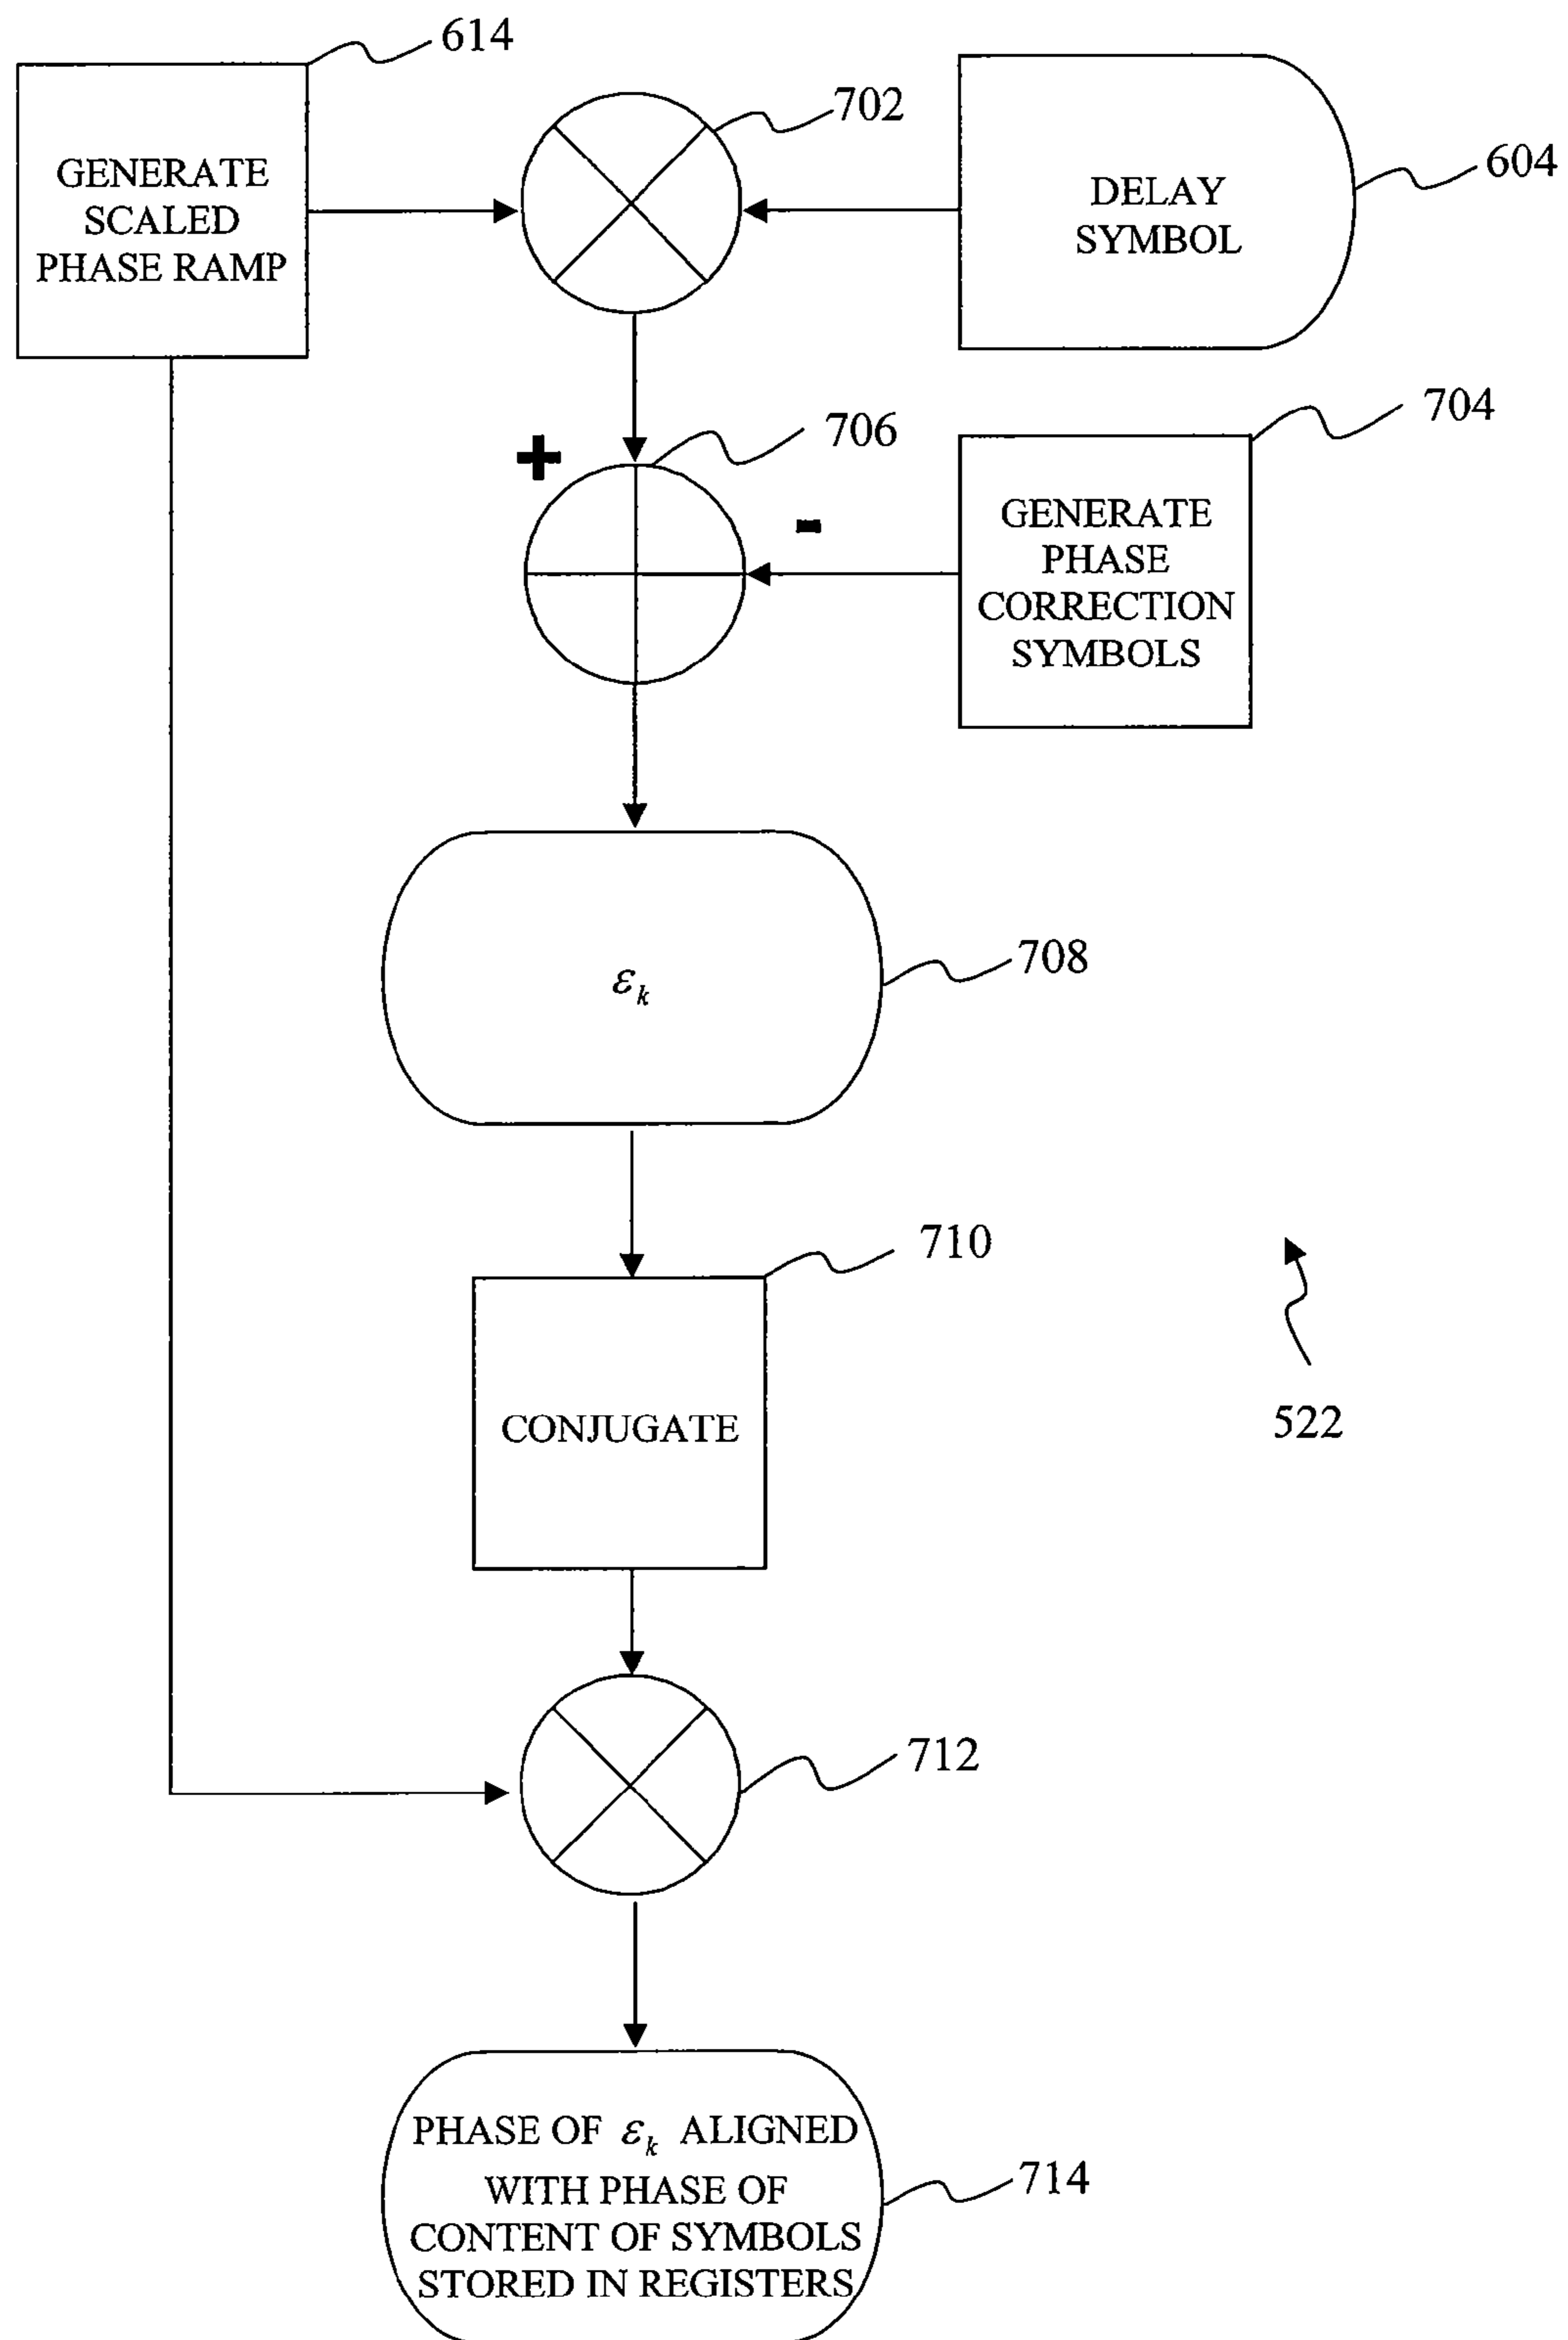 614
702
604
GENERATE
SCALED
PHASE RAMP
DELAY
SYMBOL
704
706
+
-
GENERATE
PHASE
CORRECTION
SYMBOLS
708
εk
710
CONJUGATE
522
712
714
PHASE OF εk ALIGNED
WITH PHASE OF
CONTENT OF SYMBOLS
STORED IN REGISTERS